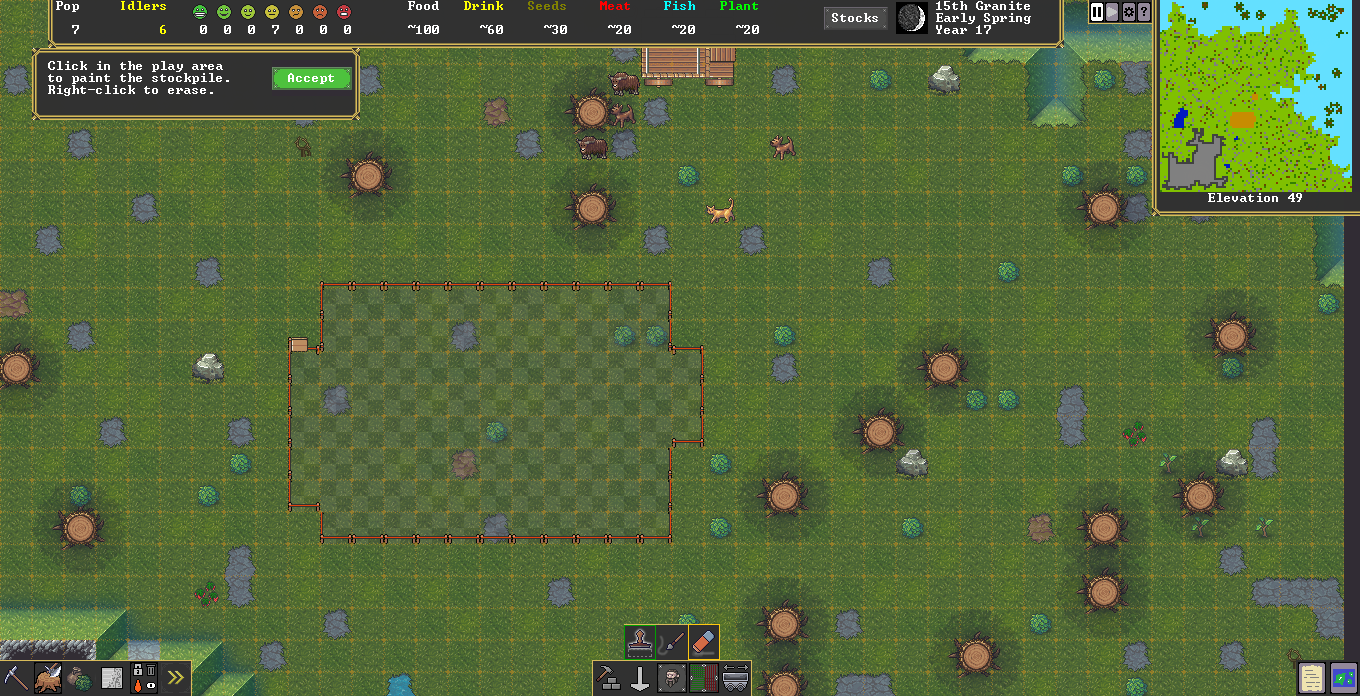 Pop Idlers Food Drink Seeds Meat Fish Plant
7 6 0 0 0 7 0 0 0 ~100 ~60 ~30 ~20 ~20 ~20
Stocks
15th Granite
Early Spring
Year 17
?
Click in the play area
to paint the stockpile.
Right-click to erase.
Accept
Elevation 49